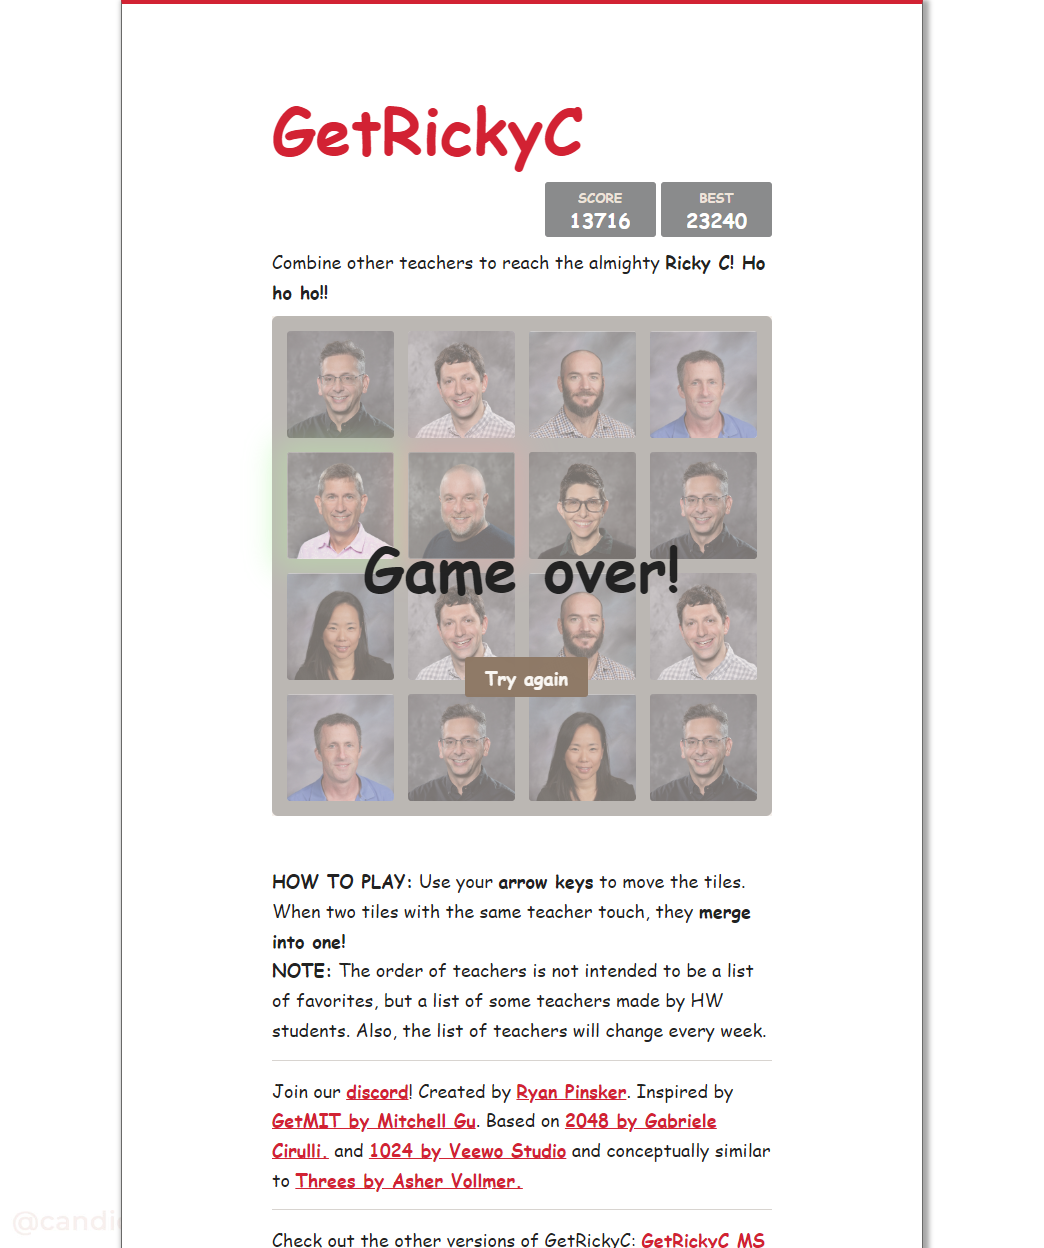 GetRickyC
SCORE
13716
BEST
23240
Combine other teachers to reach the almighty Ricky C! Ho
ho ho!!
Game over!
Try again
HOW TO PLAY: Use your arrow keys to move the tiles.
When two tiles with the same teacher touch, they merge
into one!
NOTE: The order of teachers is not intended to be a list
of favorites, but a list of some teachers made by HW
students. Also, the list of teachers will change every week.
Join our discord! Created by Ryan Pinsker. Inspired by
GetMIT by Mitchell Gu. Based on 2048 by Gabriele
Cirulli. and 1024 by Veewo Studio and conceptually similar
to Threes by Asher Vollmer.
Check out the other versions of GetRickyC: GetRickyC MS